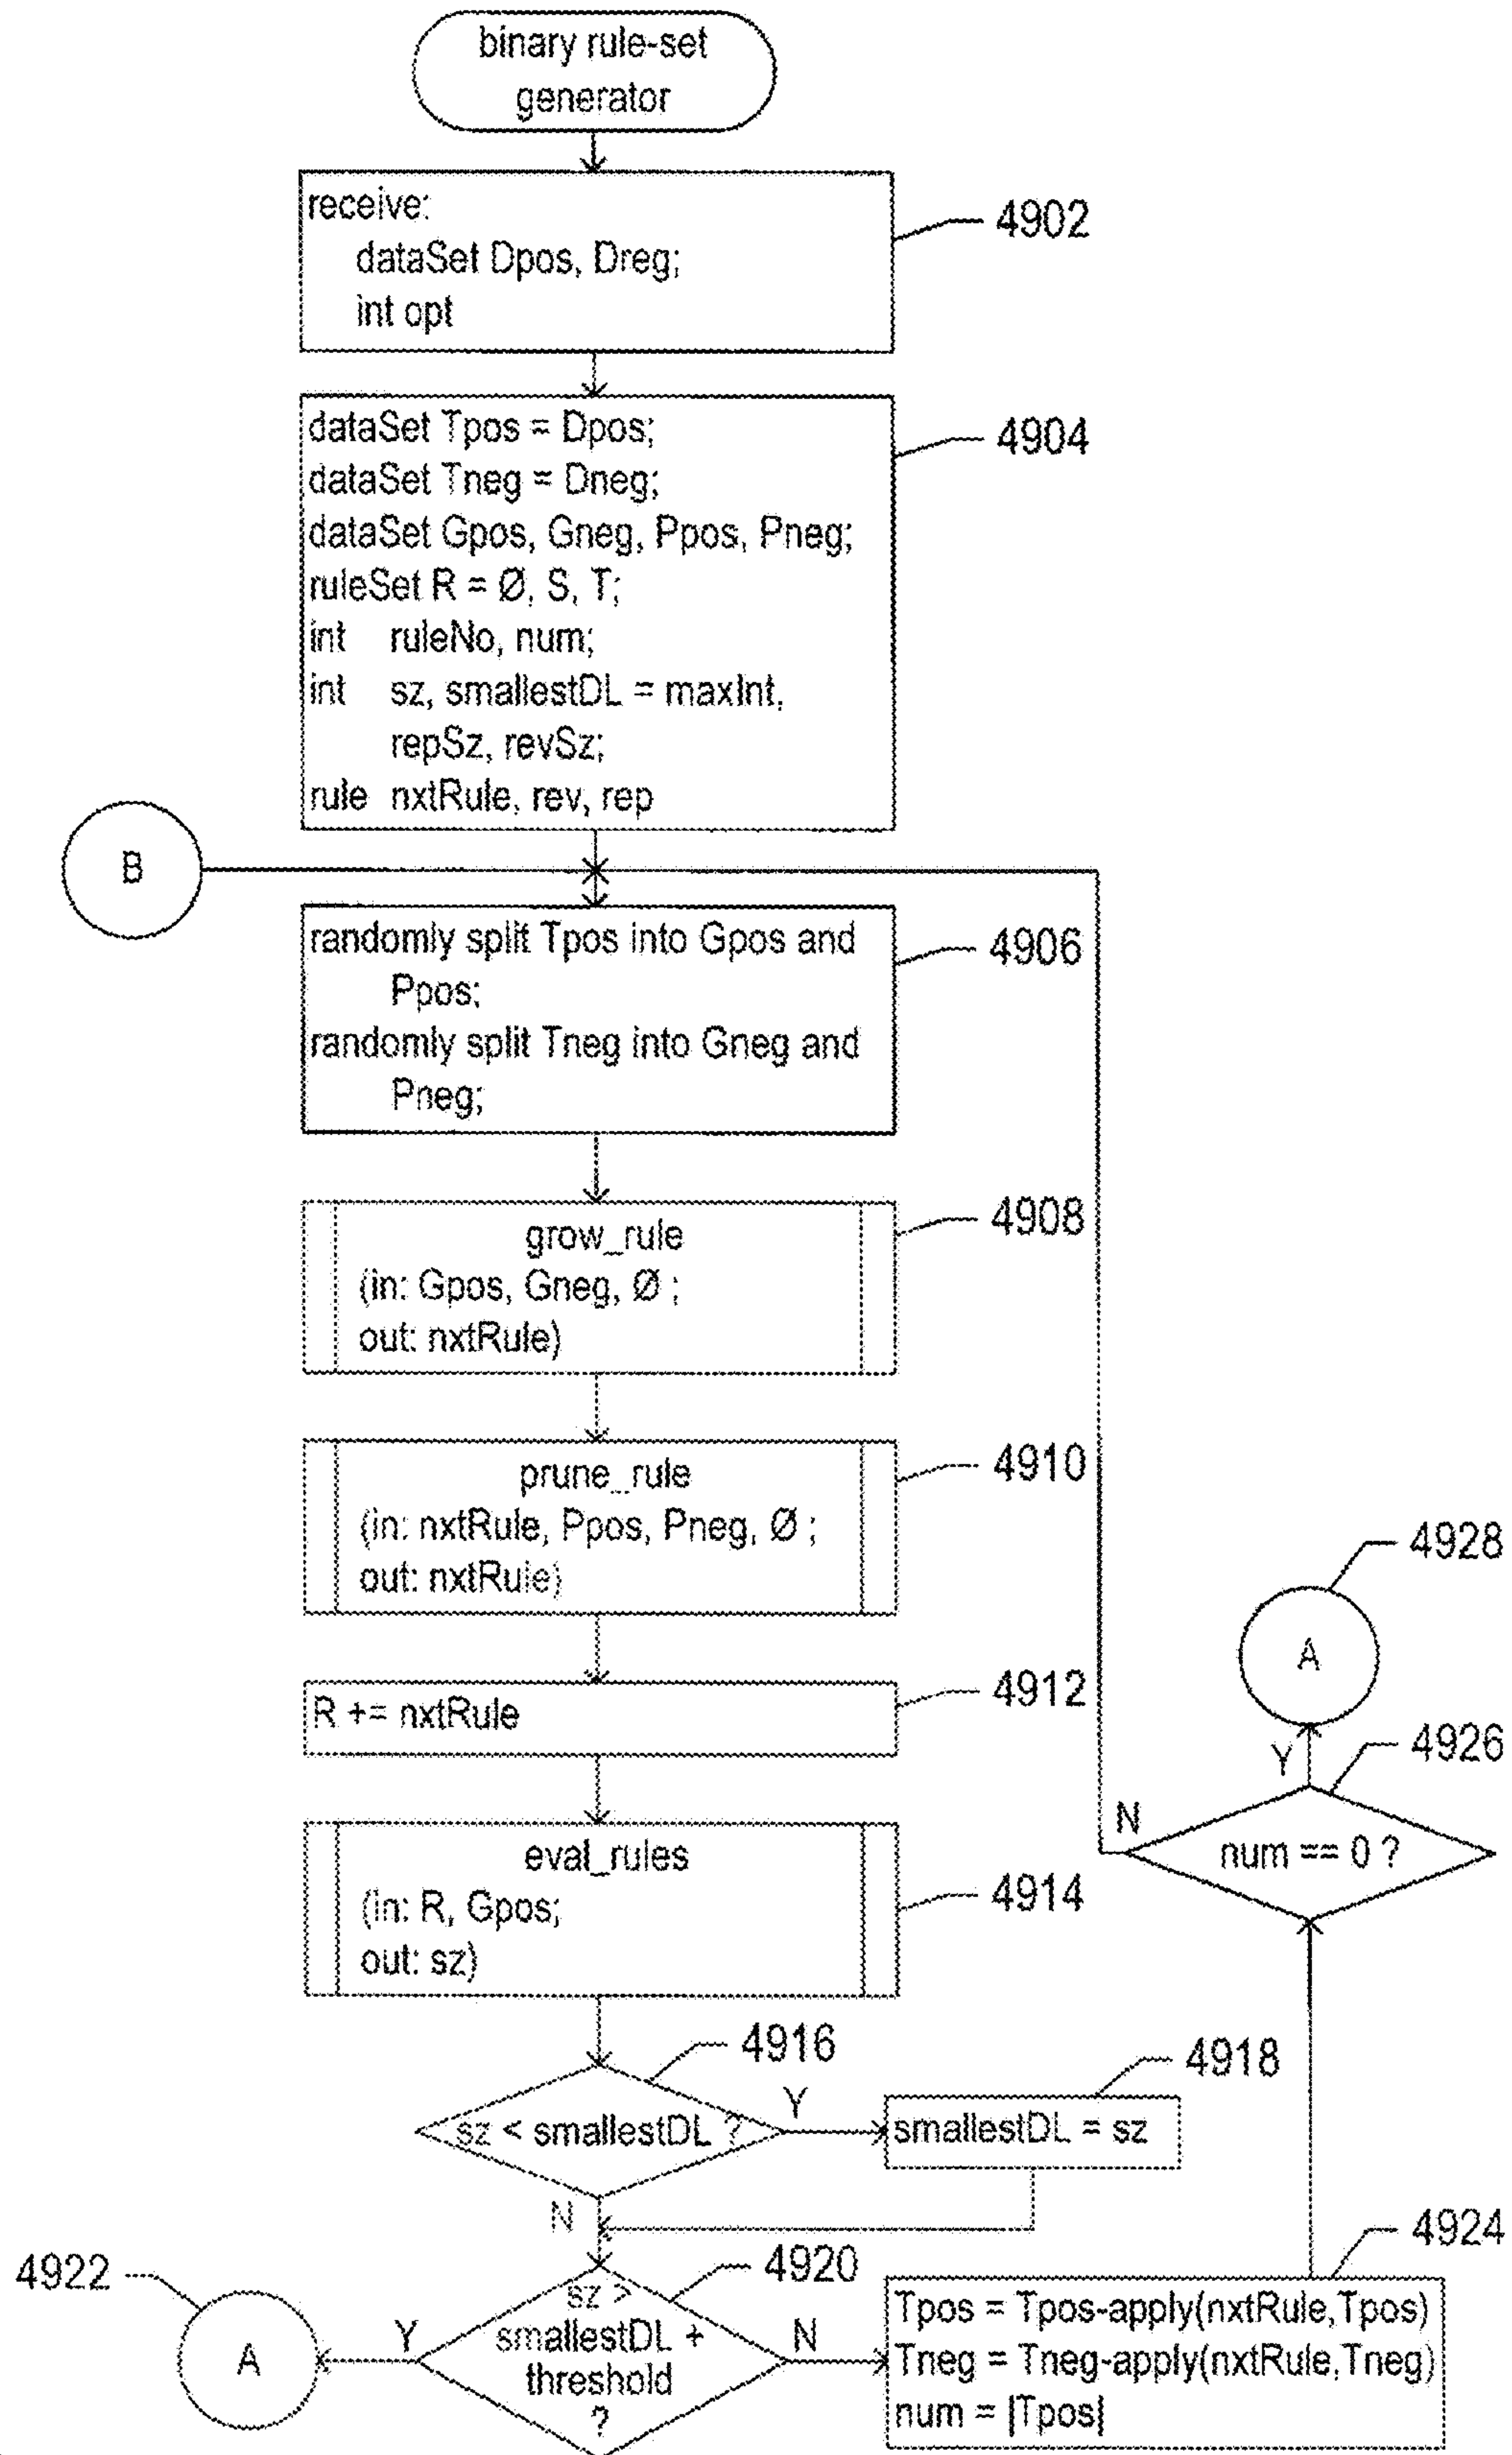 binary rule-set
generator
receive:
dataSet Dpos, Dreg;
int opt
4902
dataSet Tpos = Dpos;
dataSet Tneg = Dneg;
dataSet Gpos, Gneg, Ppos, Pneg;
ruleSet R = Ø, S, T;
int ruleNo, num;
int sz, smallestDL = maxInt,
repSz, revSz;
rule nxtRule, rev, rep
4904
B
randomly split Tpos into Gpos and
Ppos;
randomly split Tneg into Gneg and
Pneg;
4906
grow_rule
(in: Gpos, Gneg, Ø ;
out: nxtRule)
4908
prune_rule
(in: nxtRule, Ppos, Pneg, Ø ;
out: nxtRule)
4910
R += nxtRule
4912
eval_rules
(in: R, Gpos;
out: sz)
4914
sz < smallestDL ?
4916
Y
smallestDL = sz
4918
N
sz >
smallestDL +
threshold
?
4920
Y
A
4922
N
Tpos = Tpos-apply(nxtRule,Tpos)
Tneg = Tneg-apply(nxtRule,Tneg)
num = |Tpos|
4924
num == 0 ?
4926
N
Y
A
4928